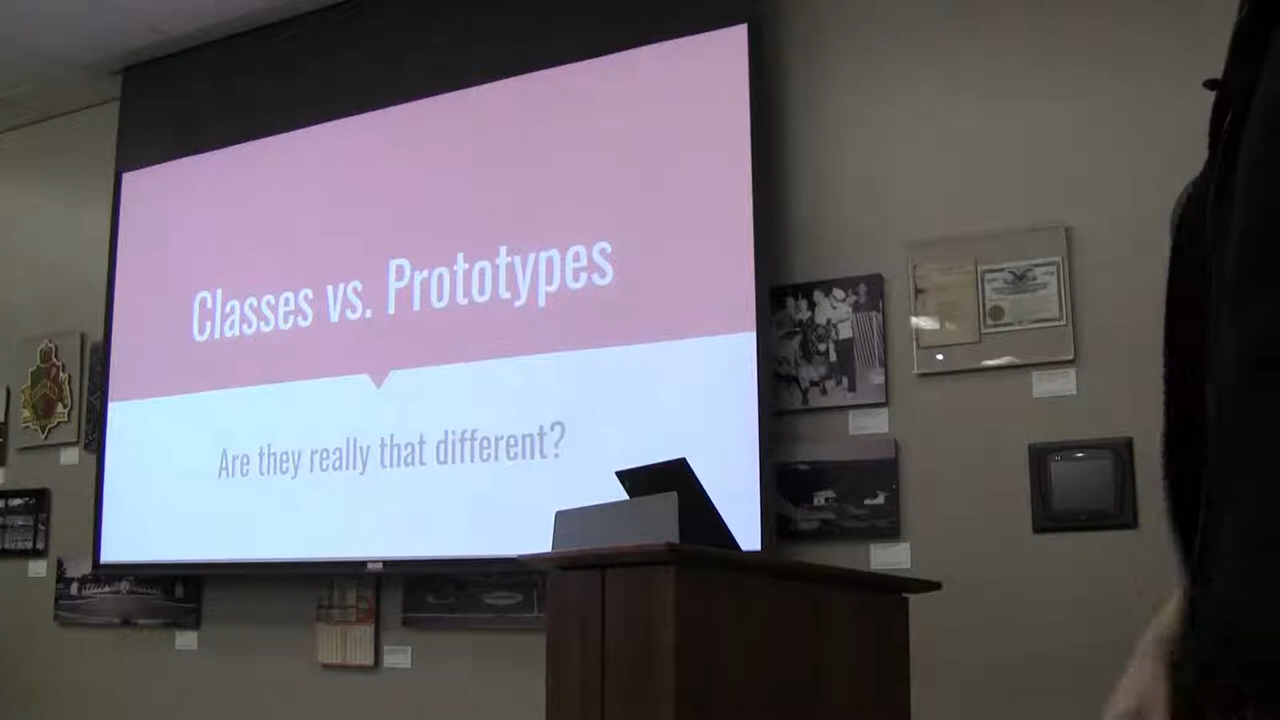 Classes vs. Prototypes
Are they really that different?